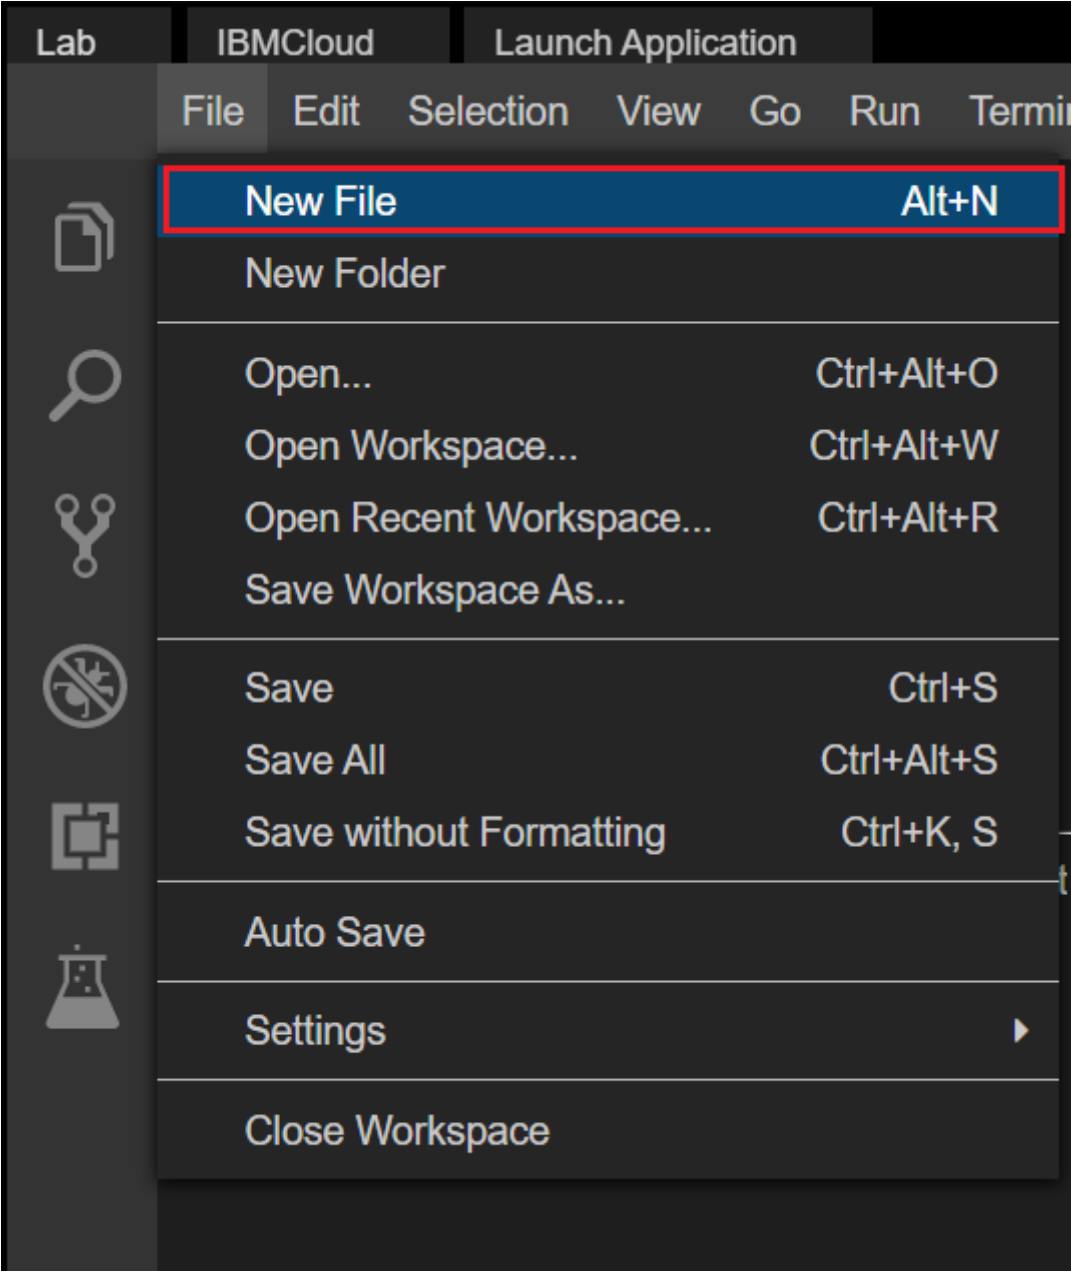 Lab IBMCloud Launch Application
File Edit Selection View Go Run
New File Alt+N
New Folder
Open... Ctrl+Alt+O
Open Workspace... Ctrl+Alt+W
Open Recent Workspace... Ctrl+Alt+R
Save Workspace As...
Save Ctrl+S
Save All Ctrl+Alt+S
Save without Formatting Ctrl+K, S
Auto Save
Settings
Close Workspace